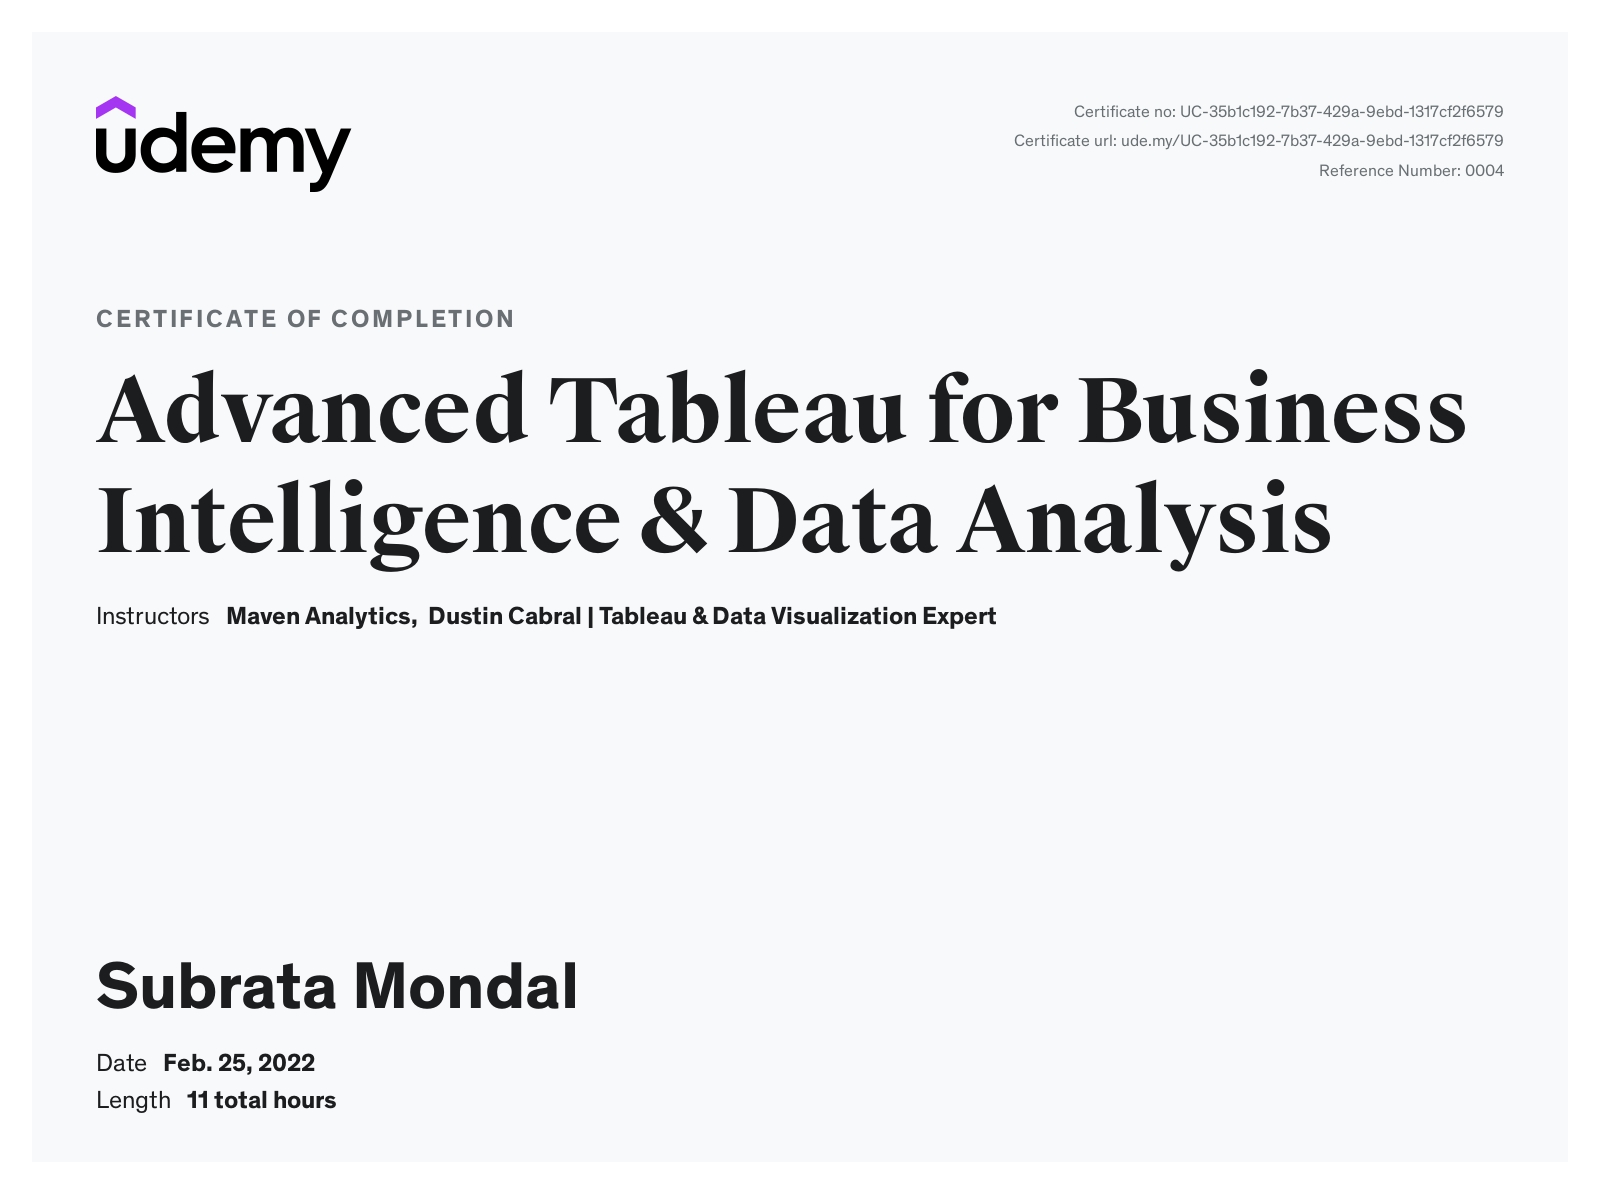 udemy
Certificate no: UC-35b1c192-7b37-429a-9ebd-1317cf2f6579
Certificate url: ude.my/UC-35b1c192-7b37-429a-9ebd-1317cf2f6579
Reference Number: 0004
CERTIFICATE OF COMPLETION
Advanced Tableau for Business
Intelligence & Data Analysis
Instructors Maven Analytics, Dustin Cabral | Tableau & Data Visualization Expert
Subrata Mondal
Date Feb. 25, 2022
Length 11 total hours